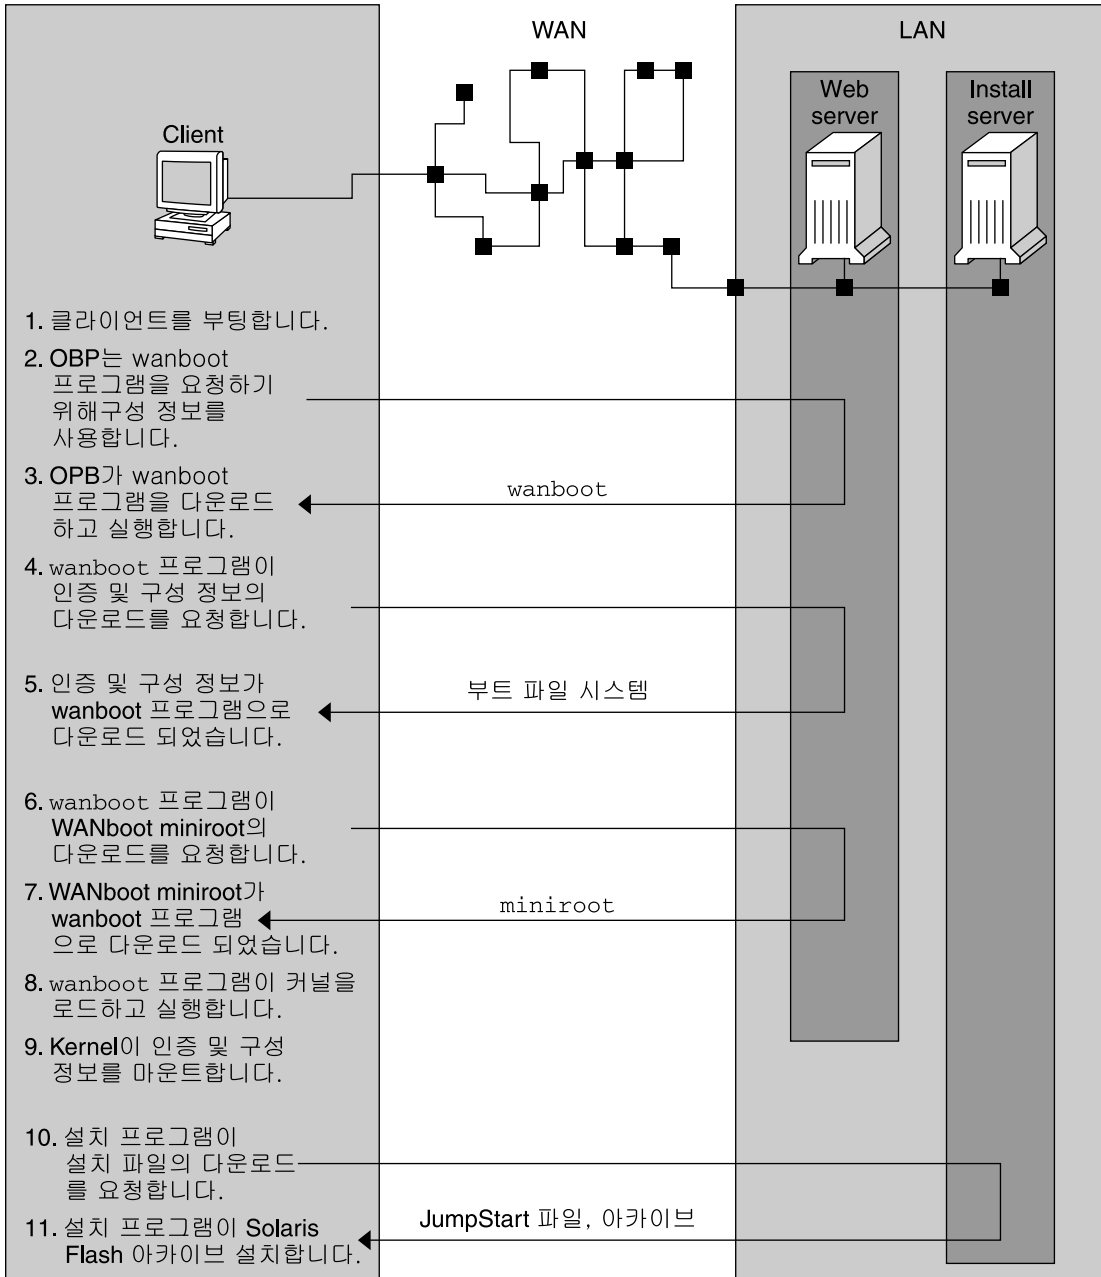 WAN
LAN
Client
Web
server
Install
server
1. 클라이언트를 부팅합니다.
2. OBP는 wanboot
프로그램을 요청하기
위해구성 정보를
사용합니다.
3. OPB가 wanboot
프로그램을 다운로드
하고 실행합니다.
wanboot
4. wanboot 프로그램이
인증 및 구성 정보의
다운로드를 요청합니다.
5. 인증 및 구성 정보가
wanboot 프로그램으로
다운로드 되었습니다.
부트 파일 시스템
6. wanboot 프로그램이
WANboot miniroot의
다운로드를 요청합니다.
7. WANboot miniroot가
wanboot 프로그램
으로 다운로드 되었습니다.
miniroot
8. wanboot 프로그램이 커널을
로드하고 실행합니다.
9. Kernel이 인증 및 구성
정보를 마운트합니다.
10. 설치 프로그램이
설치 파일의 다운로드
를 요청합니다.
11. 설치 프로그램이 Solaris
Flash 아카이브 설치합니다.
JumpStart 파일, 아카이브